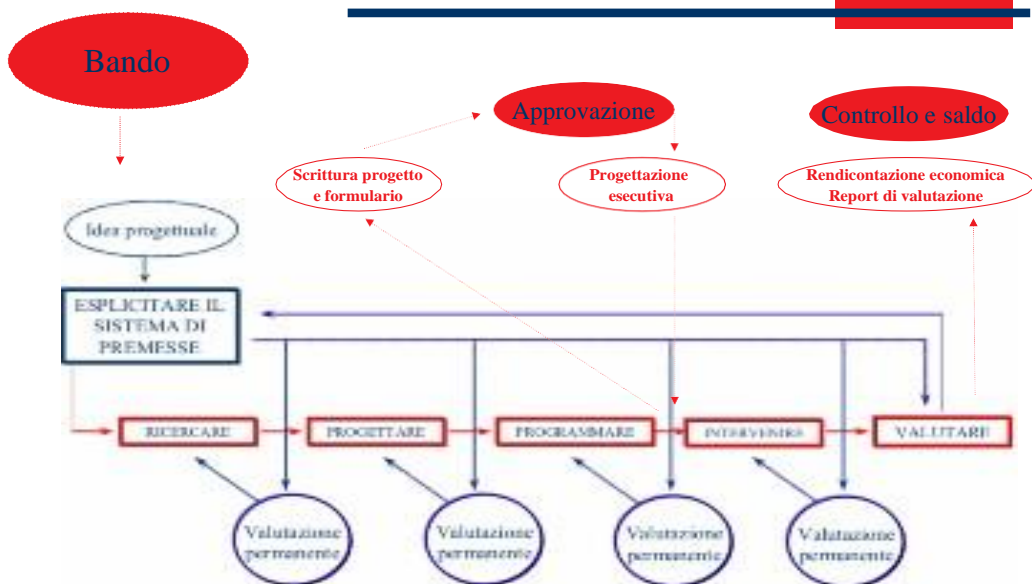 Bando
Approvazione
Controllo e saldo
Scrittura progetto
e formulario
Progettazione
esecutiva
Rendicontazione economica
Report di valutazione
Idea progettuale
ESPLICITARE IL
SISTEMA DI
PREMESSE
RICERCARE
PROGETTARE
PROGRAMMARE
INTERVENIRE
VALUTARE
Valutazione
permanente
Valutazione
permanente
Valutazione
permanente
Valutazione
permanente